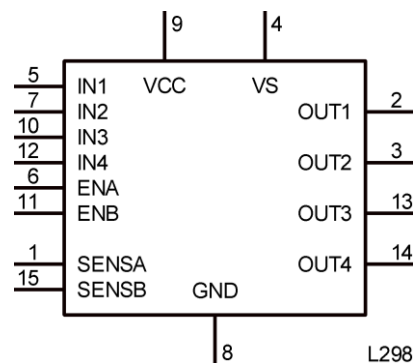 9 4
5 IN1 VCC VS
7 IN2 OUT1 2
10 IN3
12 IN4 OUT2 3
6 ENA
11 ENB OUT3 13
1 SENSA OUT4 14
15 SENSB GND
8 L298